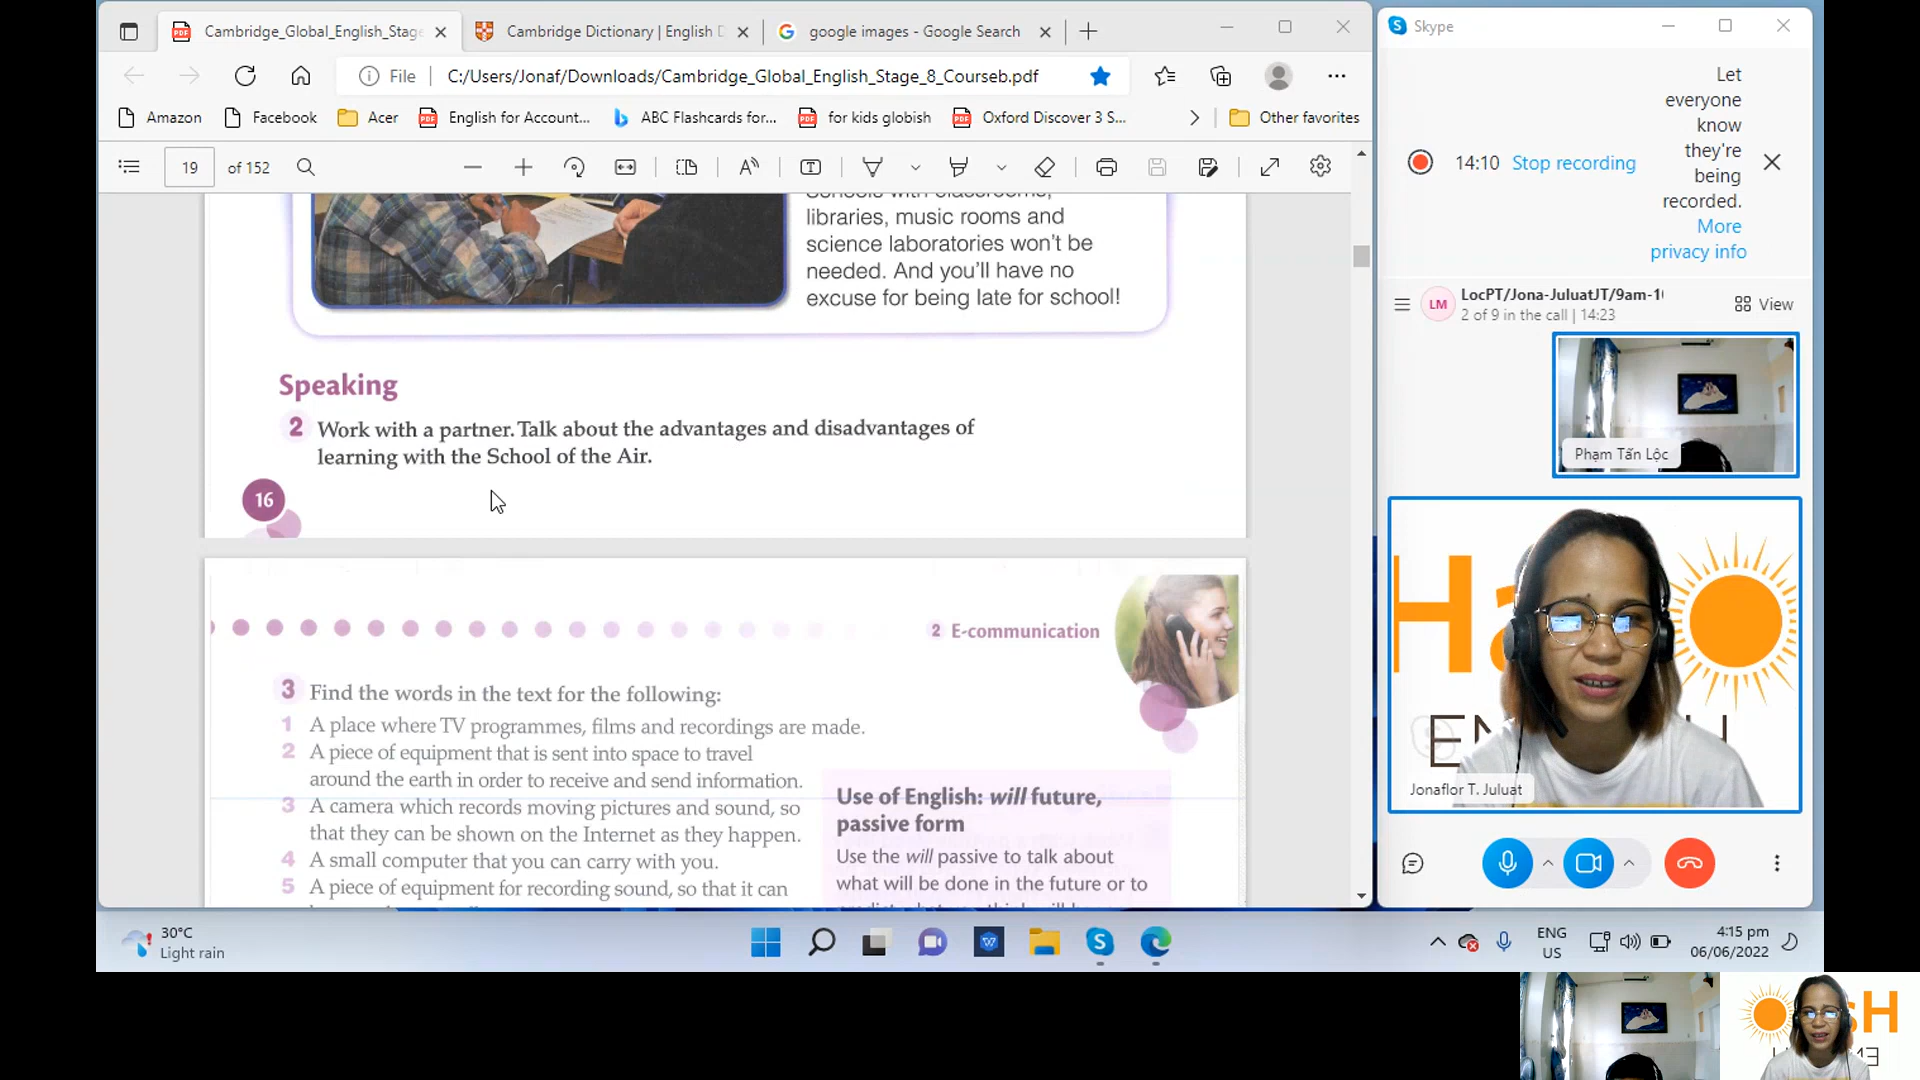 Cambridge_Global_English_Stage
Cambridge Dictionary | English D
google images - Google Search
File
C:/Users/Jonaf/Downloads/Cambridge_Global_English_Stage_8_Courseb.pdf
Amazon
Facebook
Acer
English for Account...
ABC Flashcards for...
for kids globish
Oxford Discover 3 S...
Other favorites
19 of 152
Schools with classrooms,
libraries, music rooms and
science laboratories won't be
needed. And you'll have no
excuse for being late for school!
Speaking
2 Work with a partner. Talk about the advantages and disadvantages of
learning with the School of the Air.
16
2 E-communication
3 Find the words in the text for the following:
1 A place where TV programmes, films and recordings are made.
2 A piece of equipment that is sent into space to travel
around the earth in order to receive and send information.
3 A camera which records moving pictures and sound, so
that they can be shown on the Internet as they happen.
4 A small computer that you can carry with you.
5 A piece of equipment for recording sound, so that it can
Use of English: will future,
passive form
Use the will passive to talk about
what will be done in the future or to
Skype
14:10 Stop recording
Let
everyone
know
they're
being
recorded.
More
privacy info
LM
LocPT/Jona-JuluatJT/9am-1
2 of 9 in the call | 14:23
View
Phạm Tấn Lộc
Jonaflor T. Juluat
30°C
Light rain
ENG
US
4:15 pm
06/06/2022